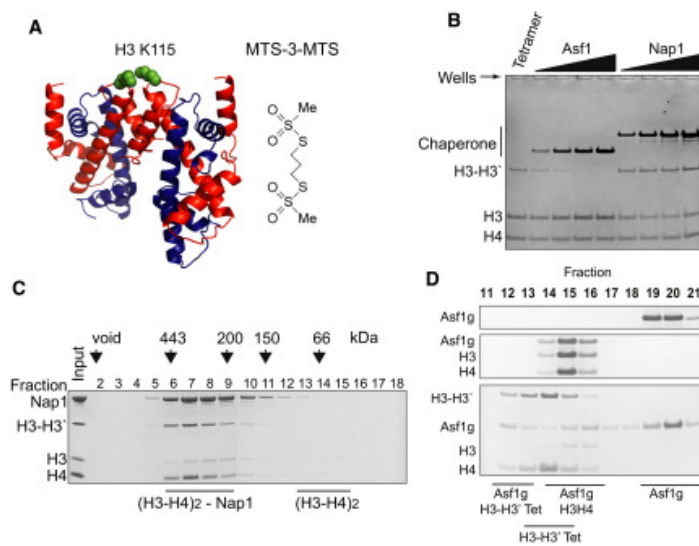 A
H3 K115
MTS-3-MTS
Me
O
S
O
S
S
O
S
O
Me
B
Tetramer
Asf1
Nap1
Wells
Chaperone
H3-H3'
H3
H4
C
void
443
200
150
66
kDa
Input
Fraction
2 3 4 5 6 7 8 9 10 11 12 13 14 15 16 17 18
Nap1
H3-H3'
H3
H4
(H3-H4)2 - Nap1
(H3-H4)2
D
Fraction
11 12 13 14 15 16 17 18 19 20 21
Asf1g
Asf1g
H3
H4
H3-H3'
Asf1g
H3
H4
Asf1g
H3-H3' Tet
Asf1g
H3H4
Asf1g
H3-H3' Tet